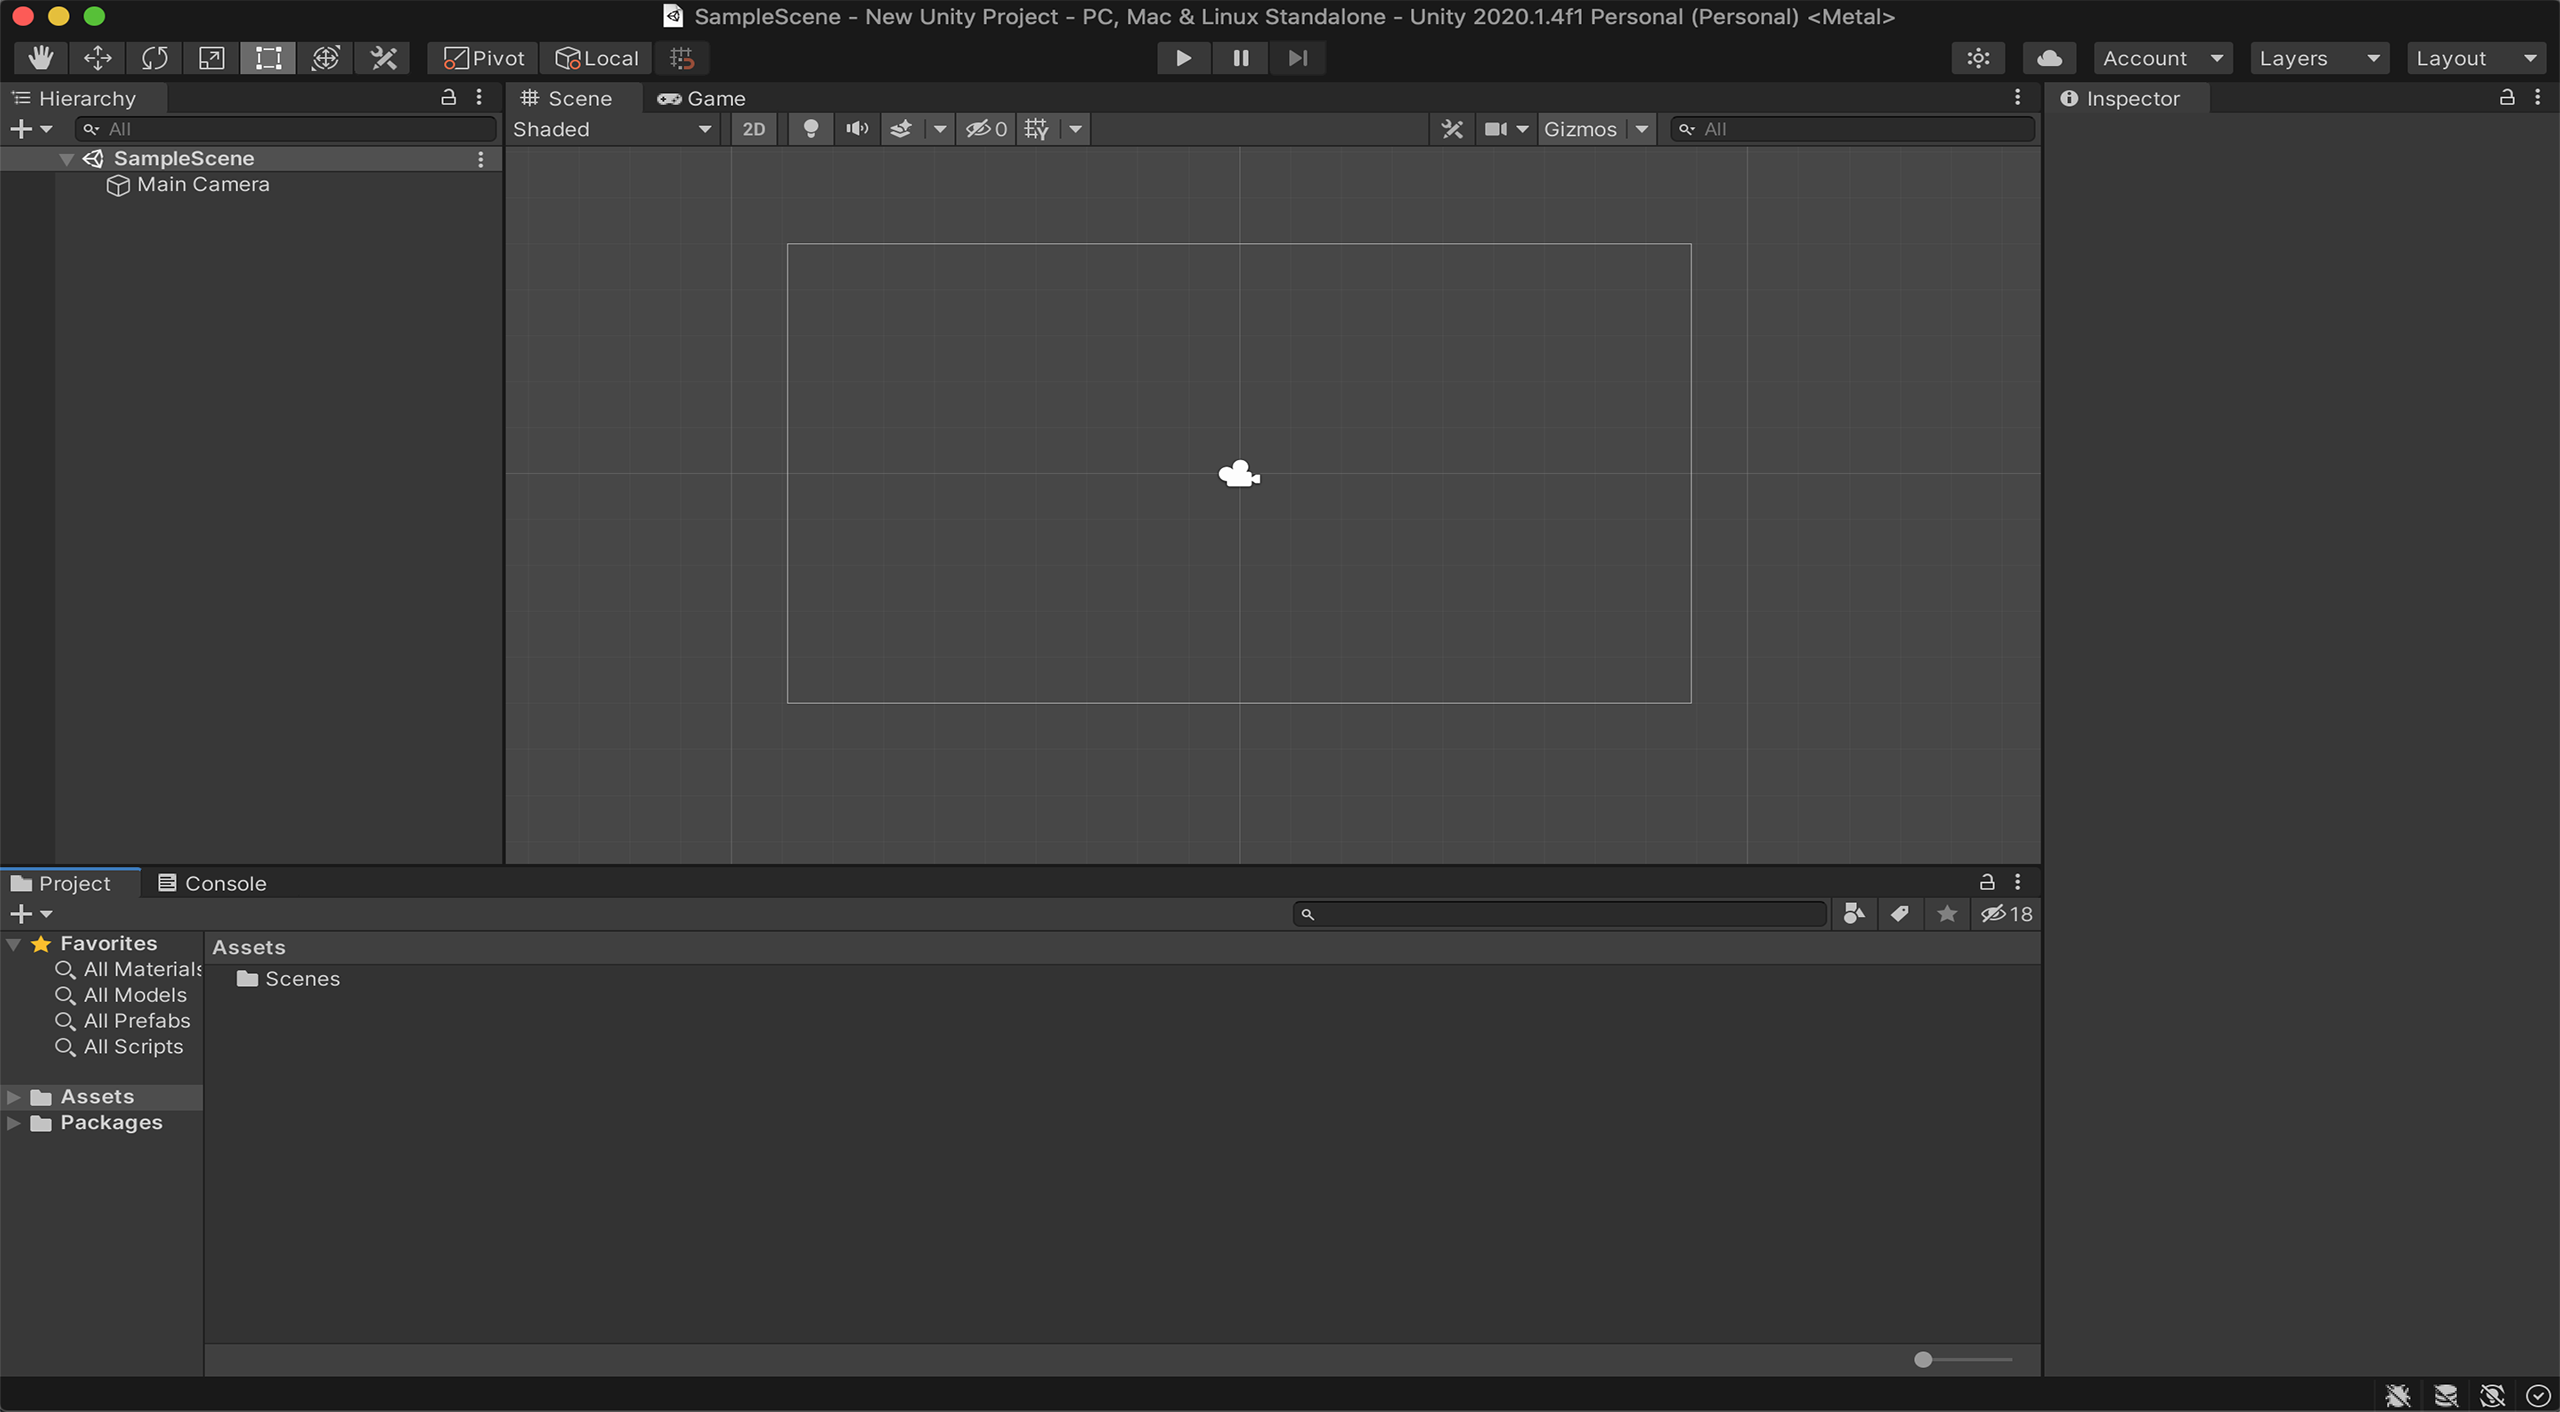 SampleScene - New Unity Project - PC, Mac & Linux Standalone - Unity 2020.1.4f1 Personal (Personal) <Metal>
Pivot Local Account Layers Layout
Hierarchy
All
SampleScene
Main Camera
Scene Game
Shaded 2D 0 Gizmos All
Inspector
Project Console
18
Favorites
All Materials
All Models
All Prefabs
All Scripts
Assets
Packages
Assets
Scenes